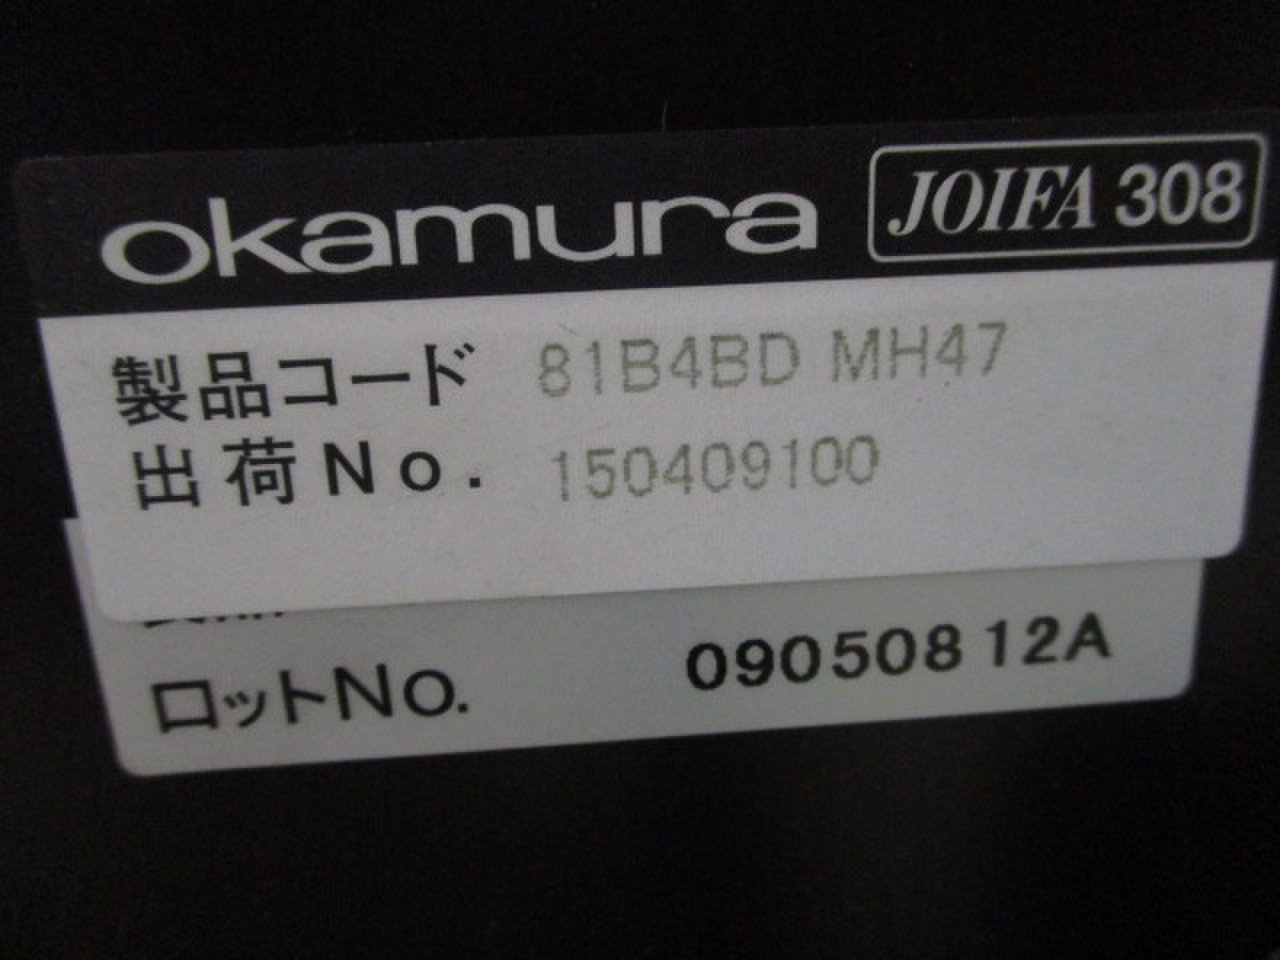 okamura JOIFA 308
製品コード 81B4BD MH47
出荷No. 150409100
ロットNo. 09050812A